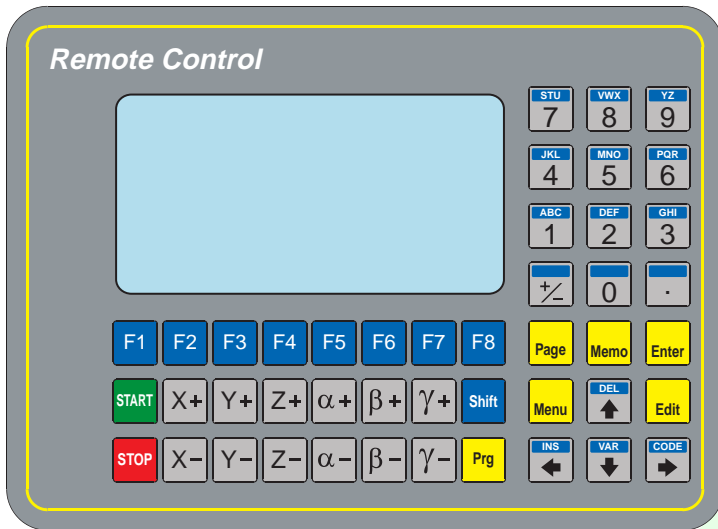 Remote Control
STU VWX YZ
7 8 9
JKL MNO PQR
4 5 6
ABC DEF GHI
1 2 3
+/− 0 .
F1 F2 F3 F4 F5 F6 F7 F8 Page Memo Enter
DEL
START X+ Y+ Z+ α+ β+ γ+ Shift Menu Edit
INS VAR CODE
STOP X− Y− Z− α− β− γ− Prg